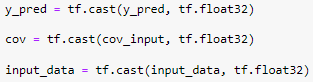 y_pred = tf.cast(y_pred, tf.float32)
cov = tf.cast(cov_input, tf.float32)
input_data = tf.cast(input_data, tf.float32)